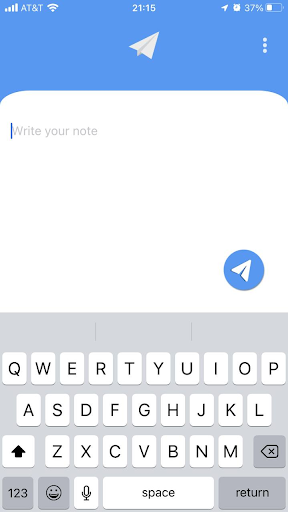 AT&T 21:15 37%
Write your note
Q W E R T Y U I O P
A S D F G H J K L
Z X C V B N M
123 space return